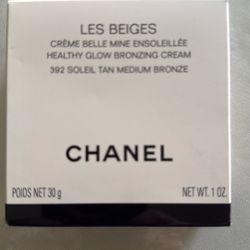 LES BEIGES
CRÈME BELLE MINE ENSOLEILLÉE
HEALTHY GLOW BRONZING CREAM
392 SOLEIL TAN MEDIUM BRONZE
CHANEL
POIDS NET 30 g NET WT. 1 OZ.